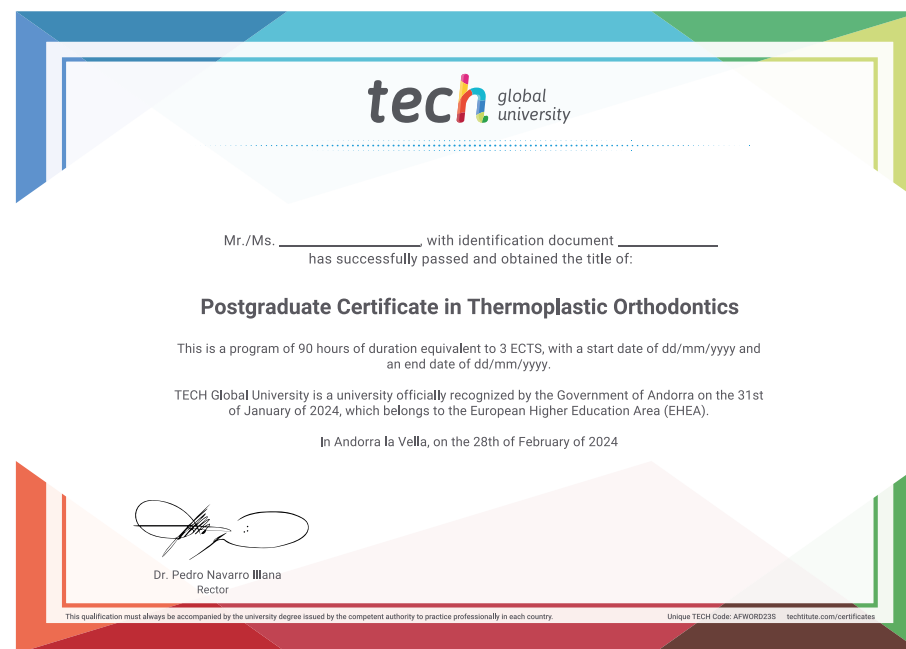 tech global
university
Mr./Ms. ____________________, with identification document ______________
has successfully passed and obtained the title of:
Postgraduate Certificate in Thermoplastic Orthodontics
This is a program of 90 hours of duration equivalent to 3 ECTS, with a start date of dd/mm/yyyy and
an end date of dd/mm/yyyy.
TECH Global University is a university officially recognized by the Government of Andorra on the 31st
of January of 2024, which belongs to the European Higher Education Area (EHEA).
In Andorra la Vella, on the 28th of February of 2024
Dr. Pedro Navarro Illana
Rector
This qualification must always be accompanied by the university degree issued by the competent authority to practice professionally in each country.
Unique TECH Code: AFWORD23S techtitute.com/certificates